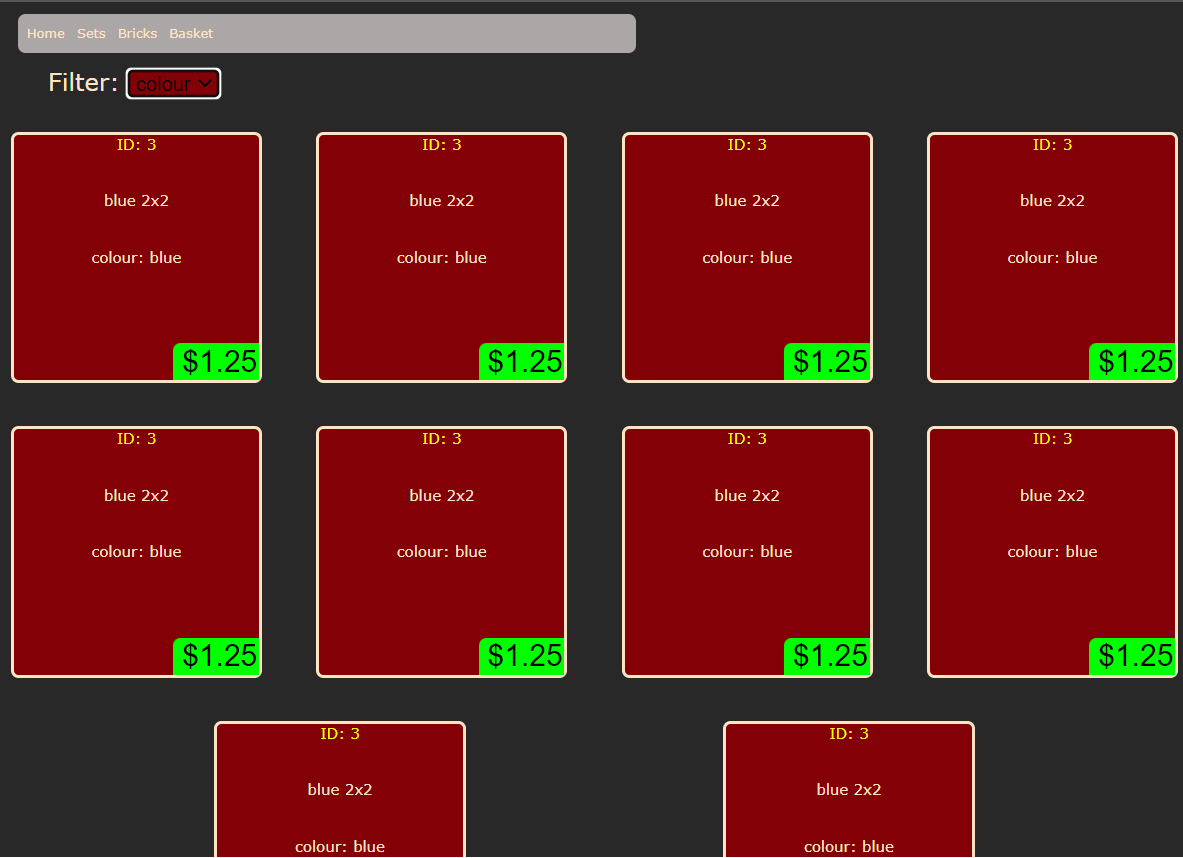 Home Sets Bricks Basket
Filter: colour
ID: 3 ID: 3 ID: 3 ID: 3
blue 2x2 blue 2x2 blue 2x2 blue 2x2
colour: blue colour: blue colour: blue colour: blue
$1.25 $1.25 $1.25 $1.25
ID: 3 ID: 3 ID: 3 ID: 3
blue 2x2 blue 2x2 blue 2x2 blue 2x2
colour: blue colour: blue colour: blue colour: blue
$1.25 $1.25 $1.25 $1.25
ID: 3 ID: 3
blue 2x2 blue 2x2
colour: blue colour: blue